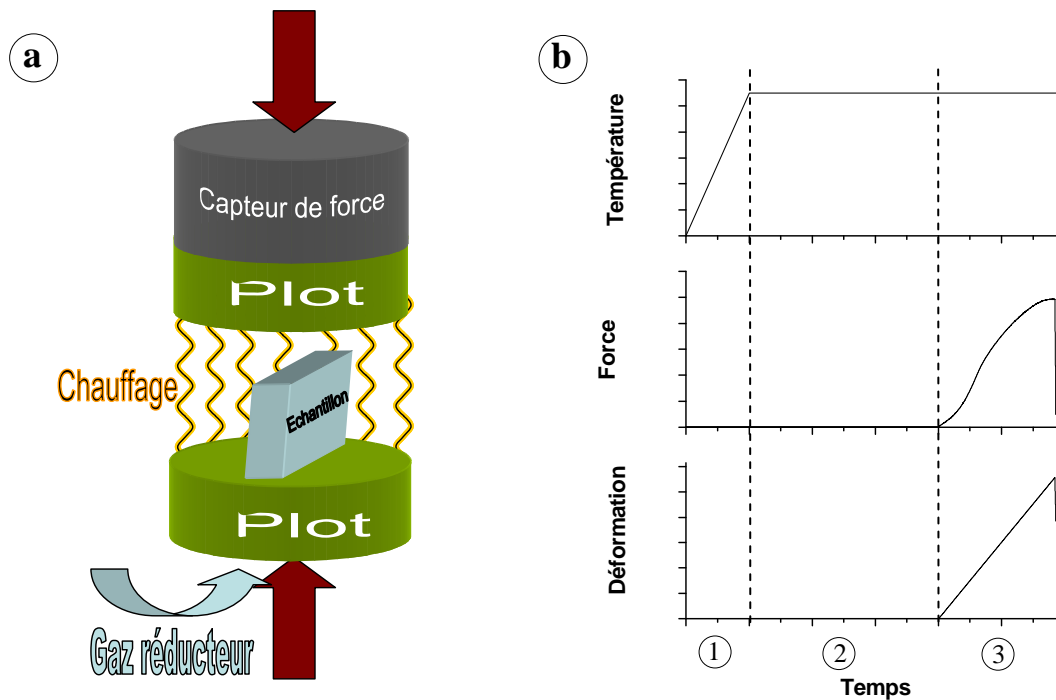 a
Capteur de force
Plot
Chauffage
Echantillon
Plot
Gaz réducteur
b
Température
Force
Déformation
1 2 3
Temps